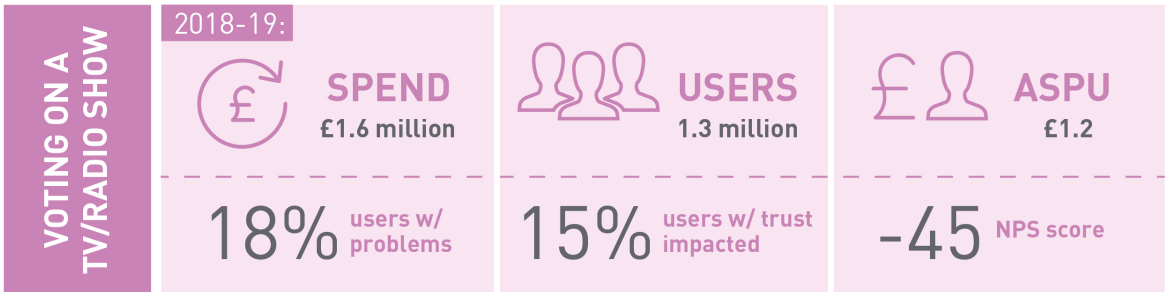 VOTING ON A
TV/RADIO SHOW
2018-19:
£
SPEND
£1.6 million
USERS
1.3 million
£
ASPU
£1.2
18%
users w/
problems
15%
users w/ trust
impacted
-45
NPS score